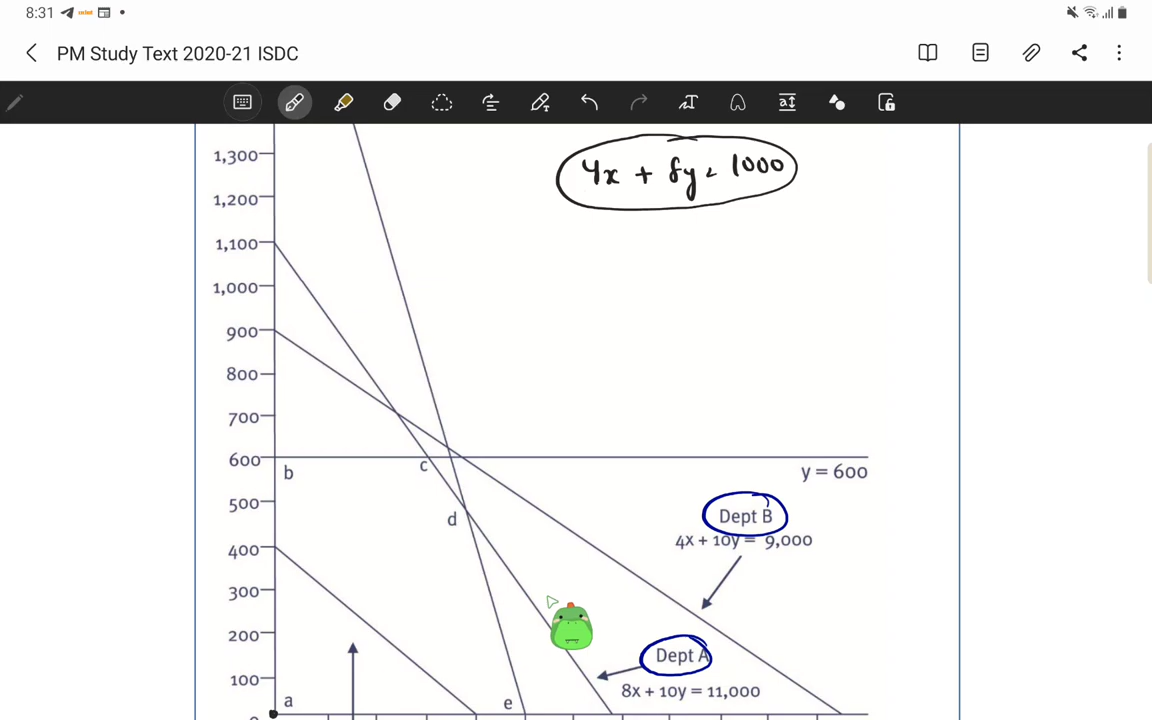 8:31
PM Study Text 2020-21 ISDC
1,300
4x + 8y = 1000
1,200
1,100
1,000
900
800
700
600
b
c
y = 600
500
d
Dept B
4x + 10y = 9,000
400
300
200
Dept A
100
8x + 10y = 11,000
a
e